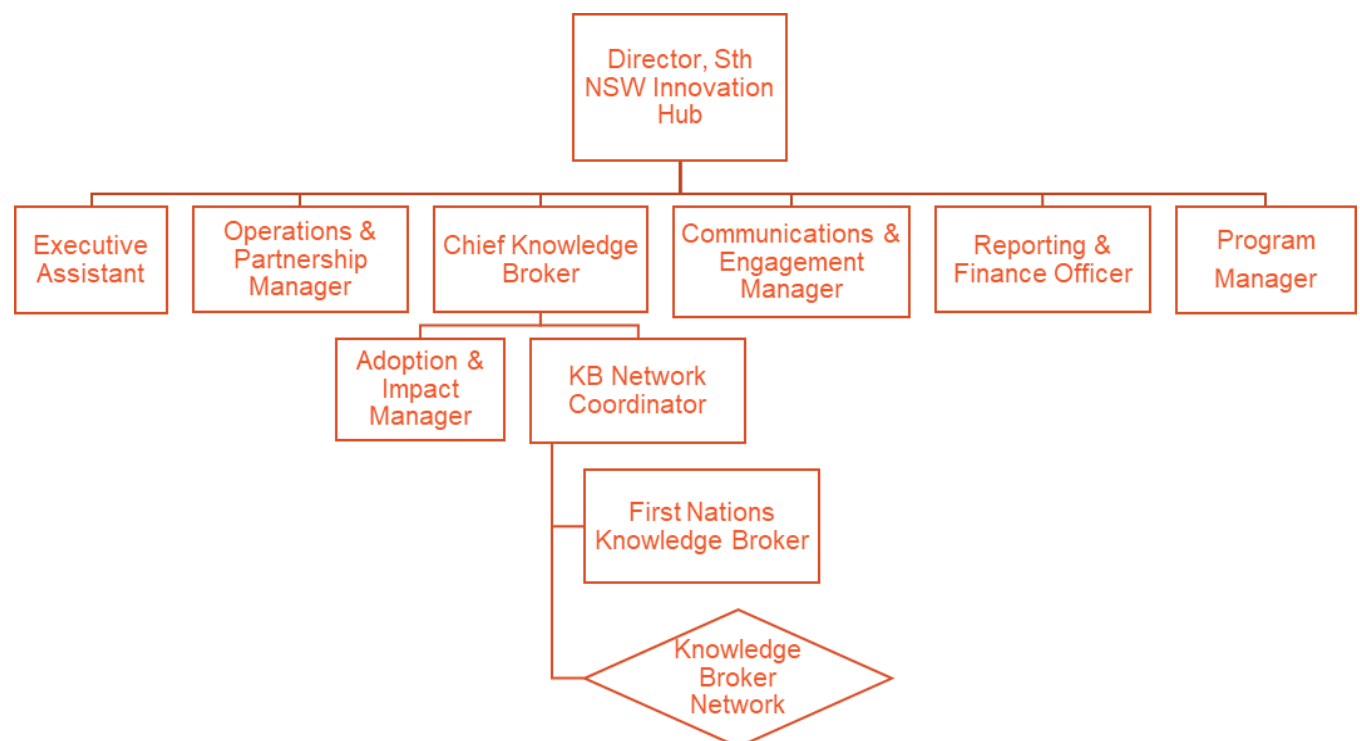 Director, Sth
NSW Innovation
Hub
Executive
Assistant
Operations &
Partnership
Manager
Chief Knowledge
Broker
Communications &
Engagement
Manager
Reporting &
Finance Officer
Program
Manager
Adoption &
Impact
Manager
KB Network
Coordinator
First Nations
Knowledge Broker
Knowledge
Broker
Network